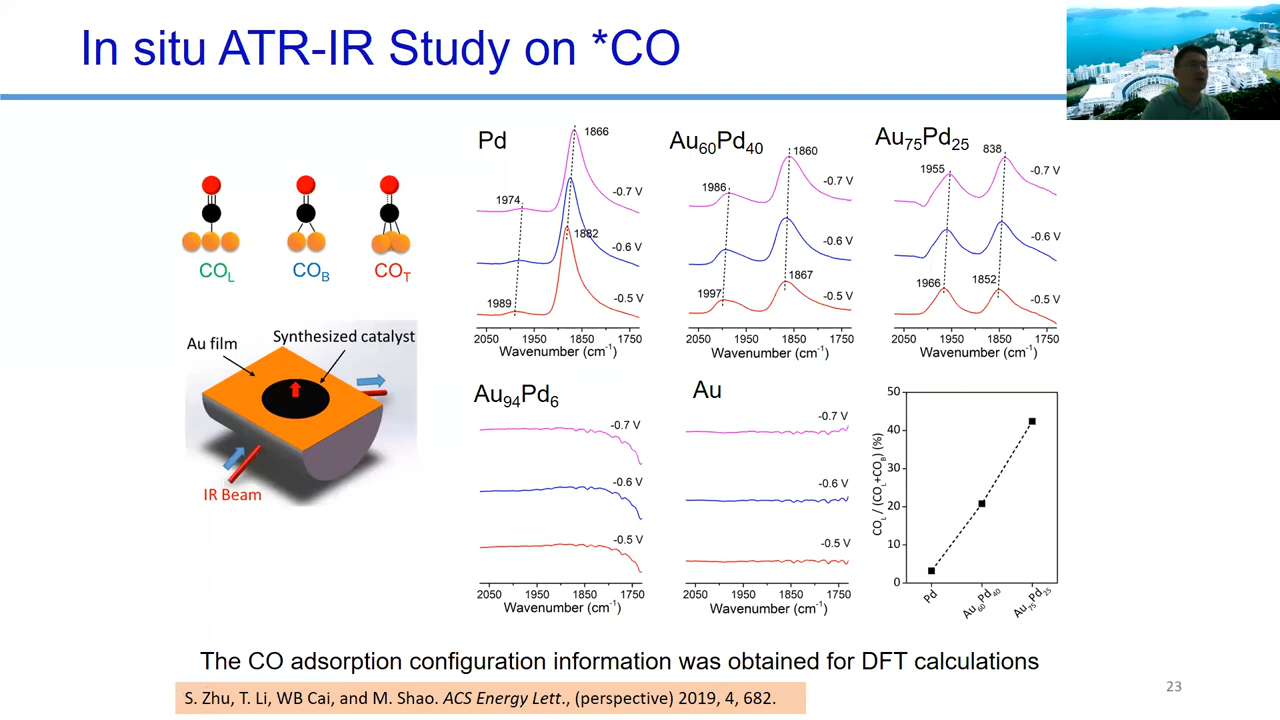 In situ ATR-IR Study on *CO
CO_L
CO_B
CO_T
Au film
Synthesized catalyst
IR Beam
Pd
1866
-0.7 V
1974
1882
-0.6 V
1989
-0.5 V
2050 1950 1850 1750
Wavenumber (cm⁻¹)
Au₆₀Pd₄₀
1860
-0.7 V
1986
-0.6 V
1867
1997
-0.5 V
2050 1950 1850 1750
Wavenumber (cm⁻¹)
Au₇₅Pd₂₅
838
1955
-0.7 V
-0.6 V
1966
1852
-0.5 V
2050 1950 1850 1750
Wavenumber (cm⁻¹)
Au₉₄Pd₆
-0.7 V
-0.6 V
-0.5 V
2050 1950 1850 1750
Wavenumber (cm⁻¹)
Au
-0.7 V
-0.6 V
-0.5 V
2050 1950 1850 1750
Wavenumber (cm⁻¹)
CO_L / (CO_L+CO_B) (%)
50
40
30
20
10
0
Pd
Au₆₀Pd₄₀
Au₇₅Pd₂₅
The CO adsorption configuration information was obtained for DFT calculations
S. Zhu, T. Li, WB Cai, and M. Shao. ACS Energy Lett., (perspective) 2019, 4, 682.
23